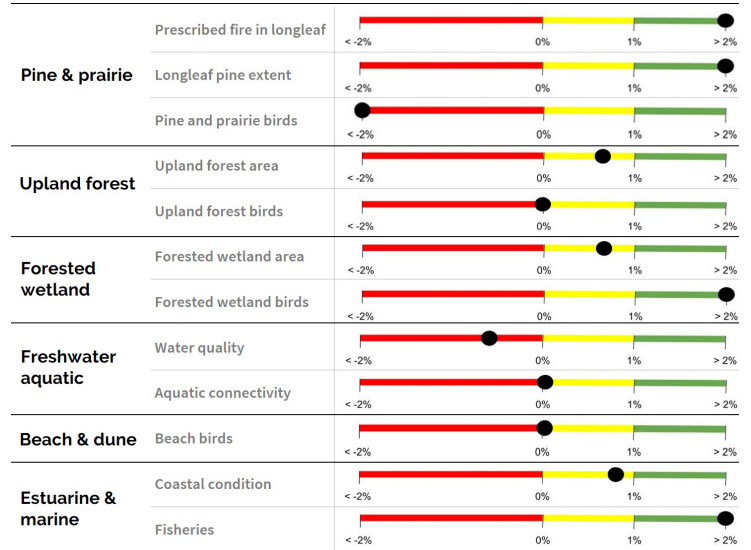 Pine & prairie
Prescribed fire in longleaf
< -2% 0% 1% > 2%
Longleaf pine extent
< -2% 0% 1% > 2%
Pine and prairie birds
< -2% 0% 1% > 2%
Upland forest
Upland forest area
< -2% 0% 1% > 2%
Upland forest birds
< -2% 0% 1% > 2%
Forested
wetland
Forested wetland area
< -2% 0% 1% > 2%
Forested wetland birds
< -2% 0% 1% > 2%
Freshwater
aquatic
Water quality
< -2% 0% 1% > 2%
Aquatic connectivity
< -2% 0% 1% > 2%
Beach & dune
Beach birds
< -2% 0% 1% > 2%
Estuarine &
marine
Coastal condition
< -2% 0% 1% > 2%
Fisheries
< -2% 0% 1% > 2%